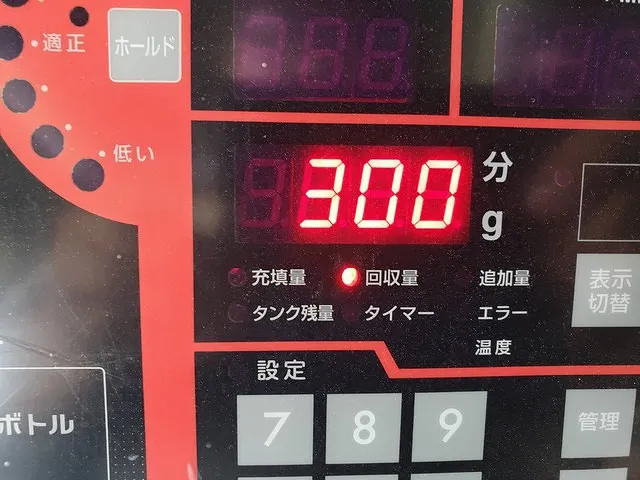 適正
ホールド
低い
300
分
g
充填量 回収量 追加量
タンク残量 タイマー エラー
温度
表示
切替
設定
7 8 9
管理
ボトル